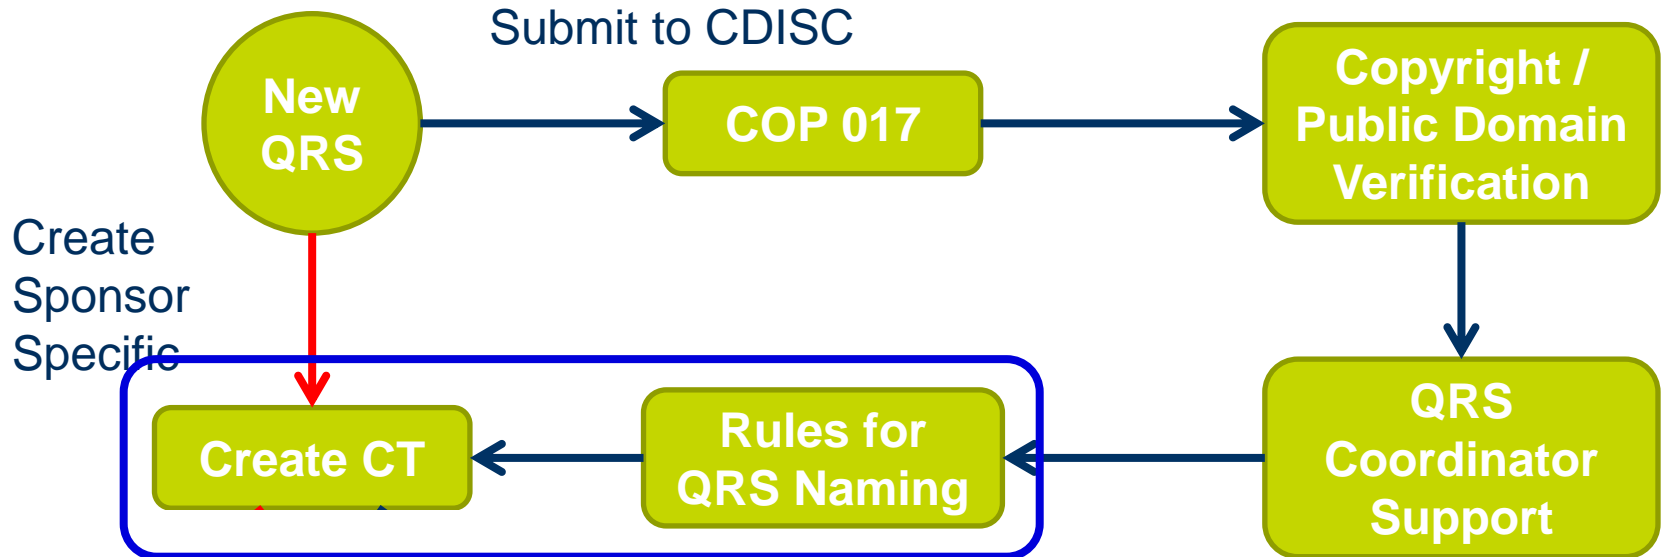 Submit to CDISC
New
QRS
COP 017
Copyright /
Public Domain
Verification
Create
Sponsor
Specific
Create CT
Rules for
QRS Naming
QRS
Coordinator
Support